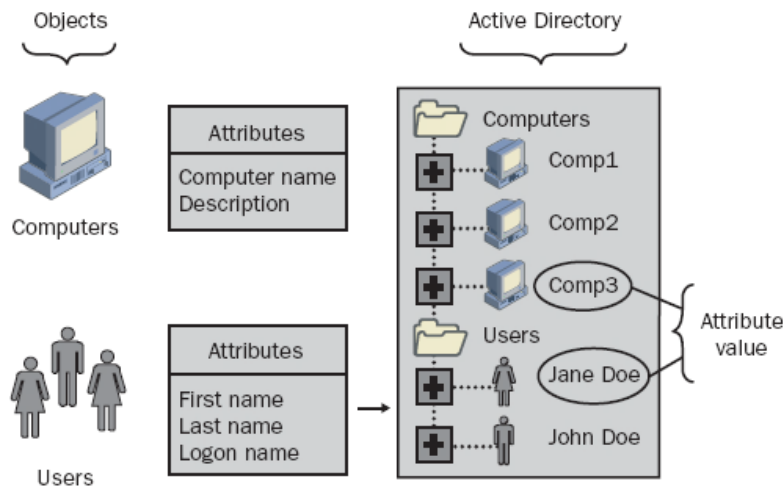 Objects
Active Directory
Computers
Attributes
Computer name
Description
Users
Attributes
First name
Last name
Logon name
Computers
Comp1
Comp2
Comp3
Users
Jane Doe
John Doe
Attribute
value